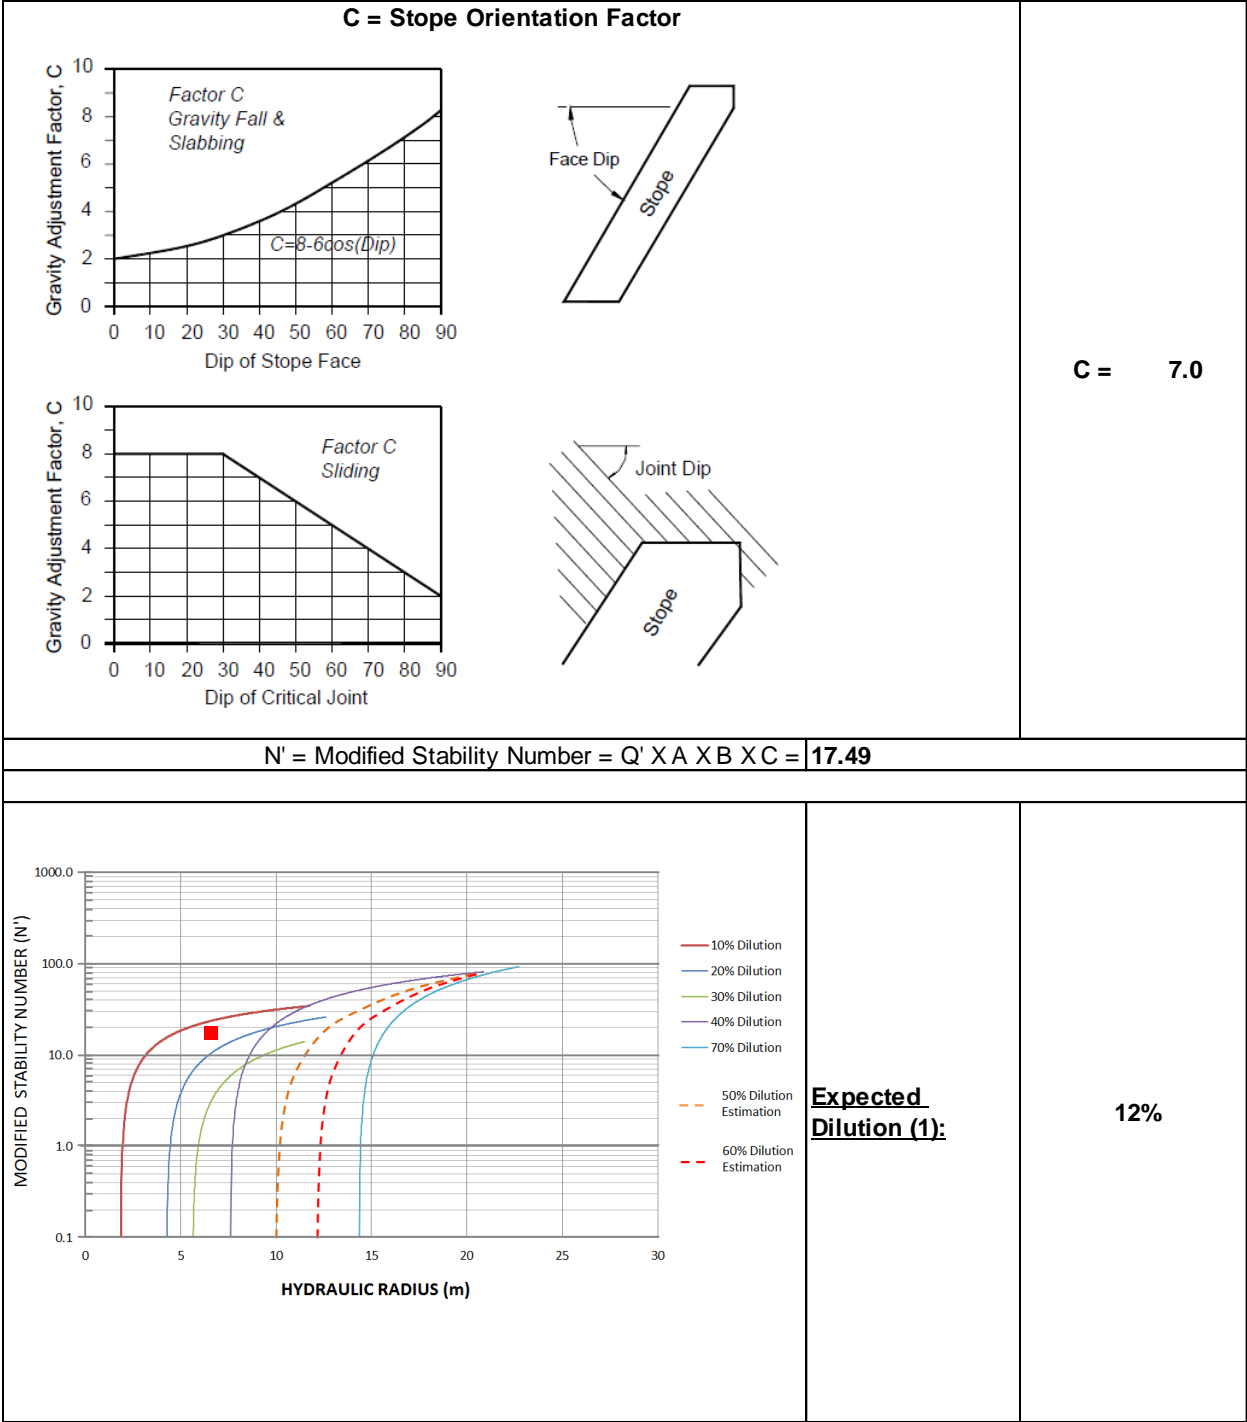 C = Stope Orientation Factor
Gravity Adjustment Factor, C
10
8
6
4
2
0
Factor C
Gravity Fall &
Slabbing
C=8-6cos(Dip)
0 10 20 30 40 50 60 70 80 90
Dip of Stope Face
Face Dip
Stope
C = 7.0
Gravity Adjustment Factor, C
10
8
6
4
2
0
Factor C
Sliding
0 10 20 30 40 50 60 70 80 90
Dip of Critical Joint
Joint Dip
Stope
N' = Modified Stability Number = Q' X A X B X C = 17.49
MODIFIED STABILITY NUMBER (N')
1000.0
100.0
10.0
1.0
0.1
0 5 10 15 20 25 30
HYDRAULIC RADIUS (m)
10% Dilution
20% Dilution
30% Dilution
40% Dilution
70% Dilution
50% Dilution
Estimation
60% Dilution
Estimation
Expected
Dilution (1):
12%